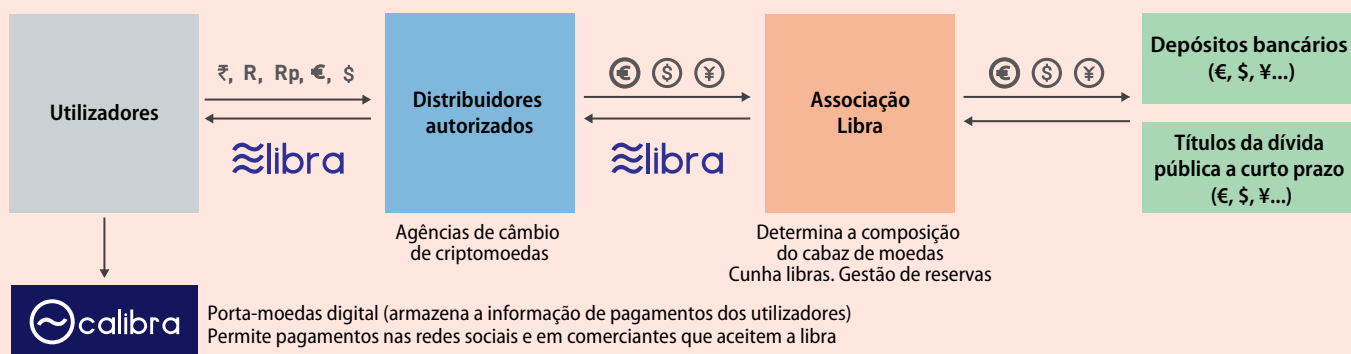 Utilizadores
₹, R, Rp, €, $
libra
Distribuidores
autorizados
Agências de câmbio
de criptomoedas
€ $ ¥
libra
Associação
Libra
Determina a composição
do cabaz de moedas
Cunha libras. Gestão de reservas
€ $ ¥
Depósitos bancários
(€, $, ¥...)
Títulos da dívida
pública a curto prazo
(€, $, ¥...)
calibra
Porta-moedas digital (armazena a informação de pagamentos dos utilizadores)
Permite pagamentos nas redes sociais e em comerciantes que aceitem a libra